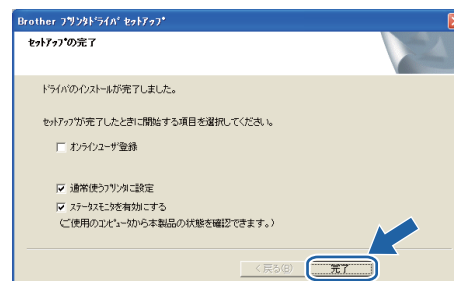 Brother ﾌﾟﾘﾝﾀﾄﾞﾗｲﾊﾞ ｾｯﾄｱｯﾌﾟ
ｾｯﾄｱｯﾌﾟの完了
ﾄﾞﾗｲﾊﾞのｲﾝｽﾄｰﾙが完了しました。
ｾｯﾄｱｯﾌﾟが完了したときに開始する項目を選択してください。
ｵﾝﾗｲﾝﾕｰｻﾞ登録
通常使うﾌﾟﾘﾝﾀに設定
ｽﾃｰﾀｽﾓﾆﾀを有効にする
(ご使用のｺﾝﾋﾟｭｰﾀから本製品の状態を確認できます。)
< 戻る(B)
完了